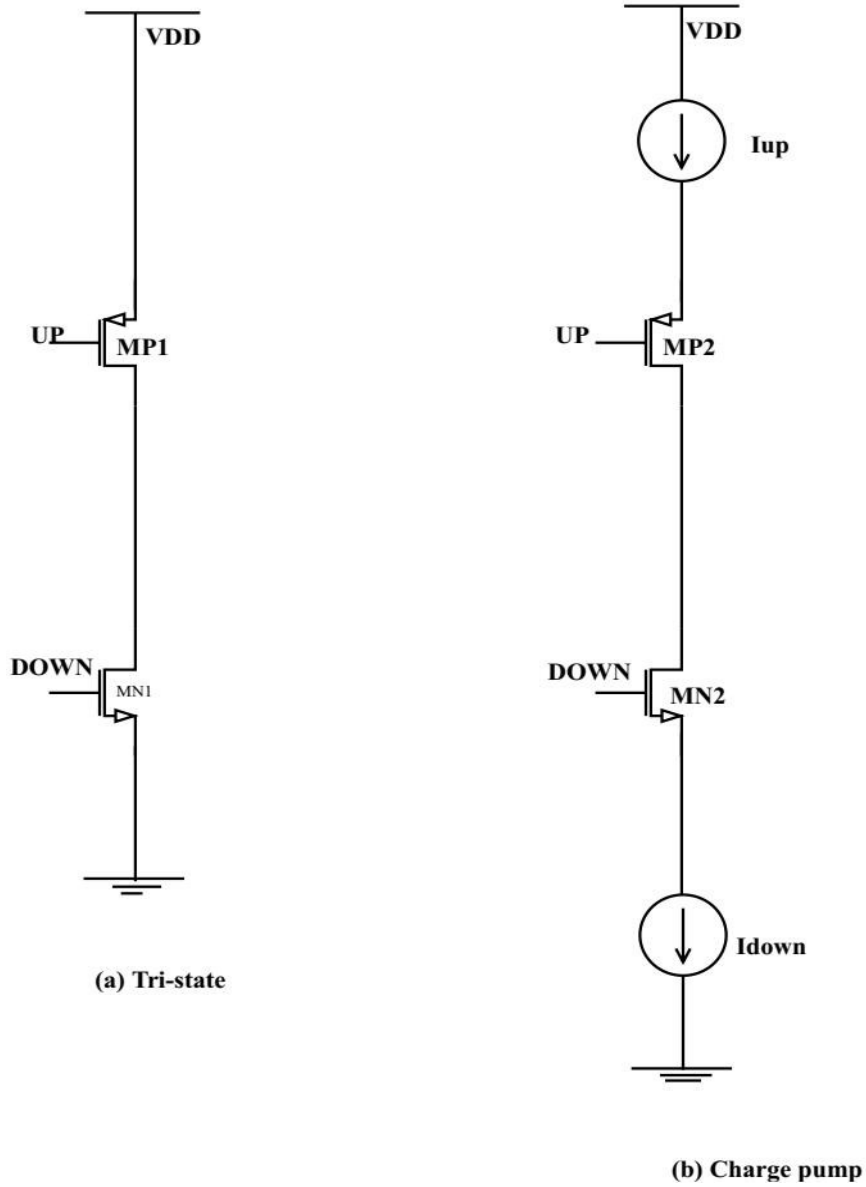 VDD
UP
MP1
DOWN
MN1
(a) Tri-state
VDD
Iup
UP
MP2
DOWN
MN2
Idown
(b) Charge pump